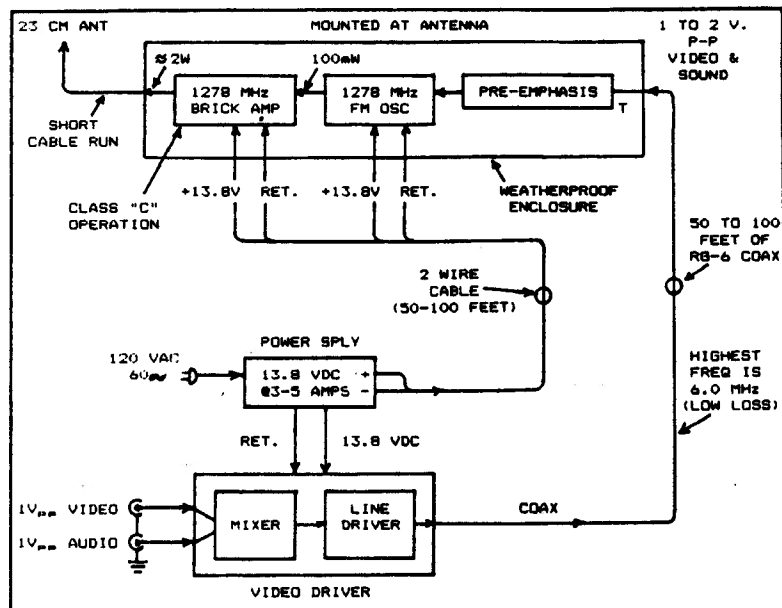 23 CM ANT
MOUNTED AT ANTENNA
1 TO 2 V.
P-P
VIDEO &
SOUND
≈2W
100mW
1278 MHz
BRICK AMP
1278 MHz
FM OSC
PRE-EMPHASIS
T
SHORT
CABLE RUN
CLASS "C"
OPERATION
+13.8V
RET.
+13.8V
RET.
WEATHERPROOF
ENCLOSURE
50 TO 100
FEET OF
RG-6 COAX
2 WIRE
CABLE
(50-100 FEET)
POWER SPLY
120 VAC
60~
13.8 VDC +
@3-5 AMPS -
HIGHEST
FREQ IS
6.0 MHz
(LOW LOSS)
RET.
13.8 VDC
1Vpp VIDEO
1Vpp AUDIO
MIXER
LINE
DRIVER
COAX
VIDEO DRIVER